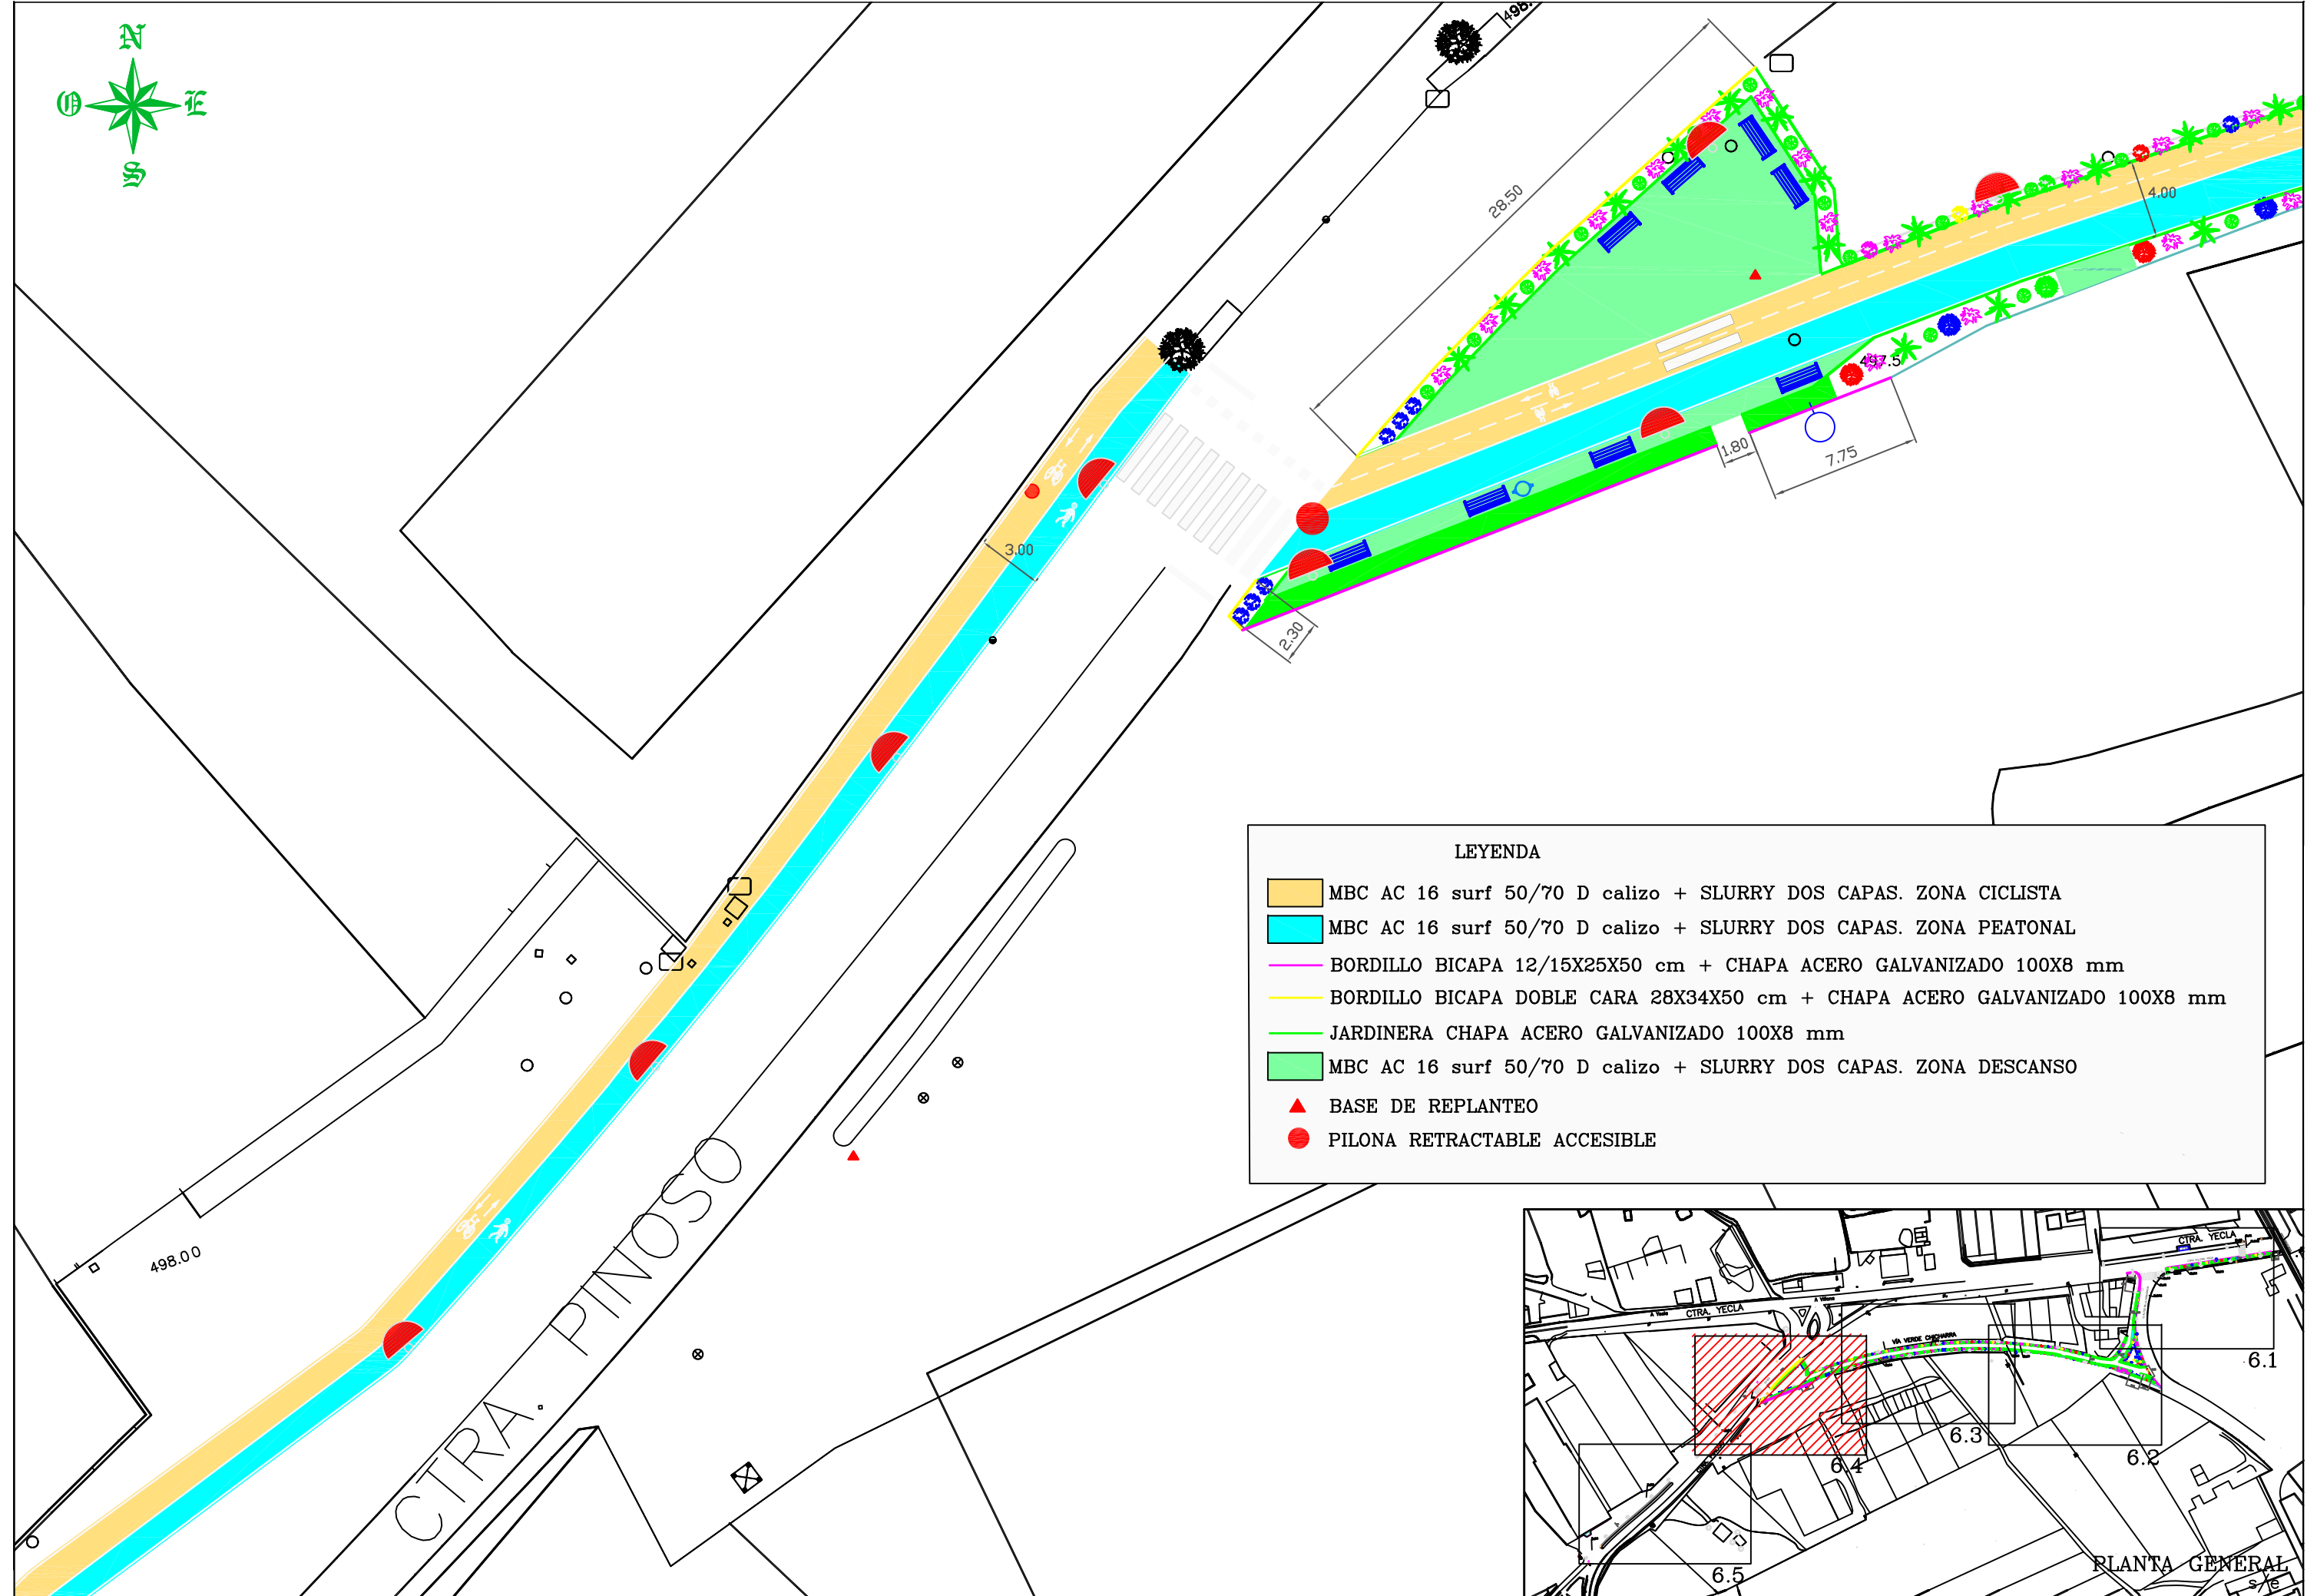 N
O E
S
498.
28.50
4.00
497.5
1.80
7.75
3.00
2.30
LEYENDA
MBC AC 16 surf 50/70 D calizo + SLURRY DOS CAPAS. ZONA CICLISTA
MBC AC 16 surf 50/70 D calizo + SLURRY DOS CAPAS. ZONA PEATONAL
BORDILLO BICAPA 12/15X25X50 cm + CHAPA ACERO GALVANIZADO 100X8 mm
BORDILLO BICAPA DOBLE CARA 28X34X50 cm + CHAPA ACERO GALVANIZADO 100X8 mm
JARDINERA CHAPA ACERO GALVANIZADO 100X8 mm
MBC AC 16 surf 50/70 D calizo + SLURRY DOS CAPAS. ZONA DESCANSO
BASE DE REPLANTEO
PILONA RETRACTABLE ACCESIBLE
498.00
CTRA. PINOSO
CTRA. YECLA
CTRA. YECLA
VÍA VERDE CHICHARRA
6.1
6.2
6.3
6.4
6.5
PLANTA GENERAL
s/e